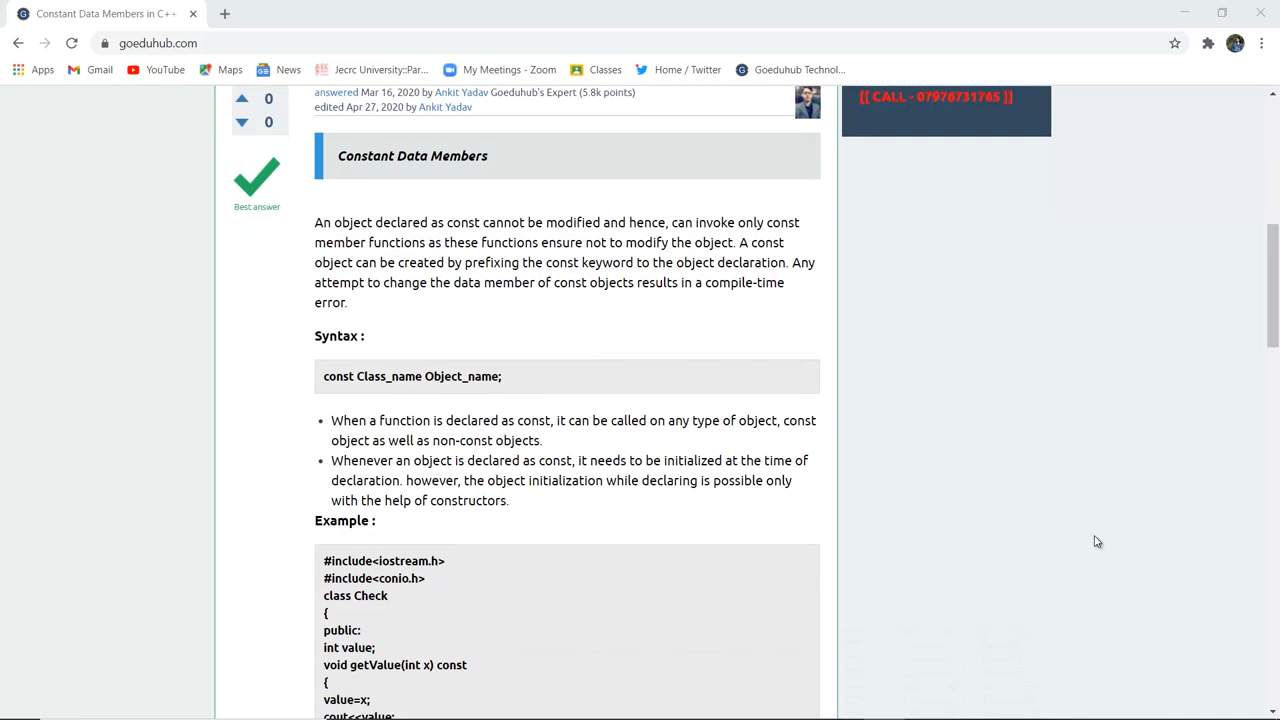 Constant Data Members in C++
goeduhub.com
Apps Gmail YouTube Maps News Jecrc University::Par... My Meetings - Zoom Classes Home / Twitter Goeduhub Technol...
0
0
Best answer
answered Mar 16, 2020 by Ankit Yadav Goeduhub's Expert (5.8k points)
edited Apr 27, 2020 by Ankit Yadav
[[ CALL - 07976731765 ]]
Constant Data Members
An object declared as const cannot be modified and hence, can invoke only const
member functions as these functions ensure not to modify the object. A const
object can be created by prefixing the const keyword to the object declaration. Any
attempt to change the data member of const objects results in a compile-time
error.
Syntax :
const Class_name Object_name;
• When a function is declared as const, it can be called on any type of object, const
object as well as non-const objects.
• Whenever an object is declared as const, it needs to be initialized at the time of
declaration. however, the object initialization while declaring is possible only
with the help of constructors.
Example :
#include<iostream.h>
#include<conio.h>
class Check
{
public:
int value;
void getValue(int x) const
{
value=x;
cout<<value;